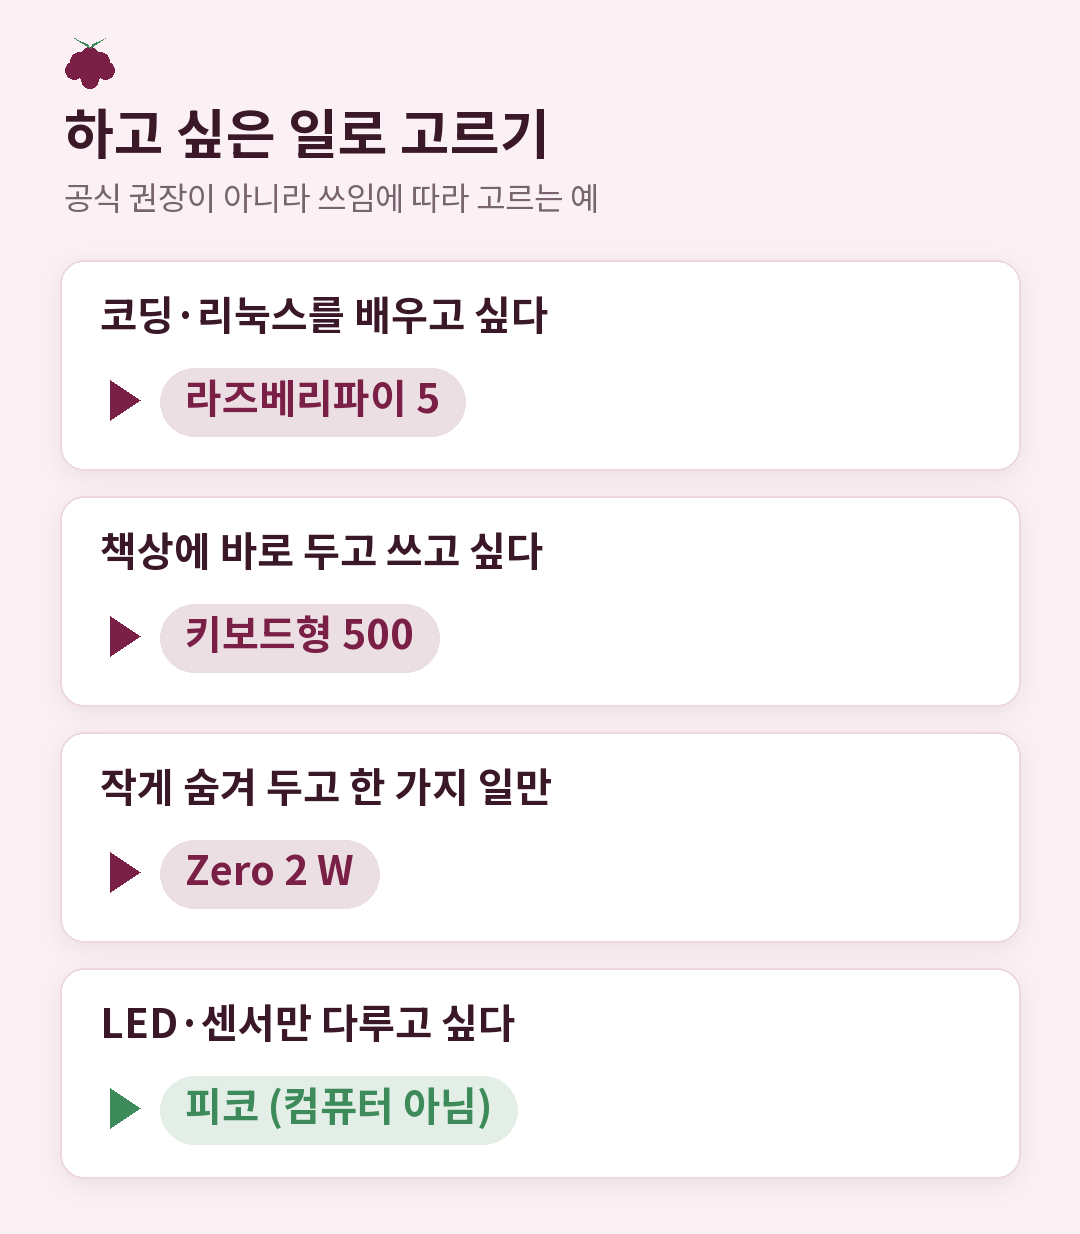 하고 싶은 일로 고르기
공식 권장이 아니라 쓰임에 따라 고르는 예
코딩·리눅스를 배우고 싶다
라즈베리파이 5
책상에 바로 두고 쓰고 싶다
키보드형 500
작게 숨겨 두고 한 가지 일만
Zero 2 W
LED·센서만 다루고 싶다
피코 (컴퓨터 아님)